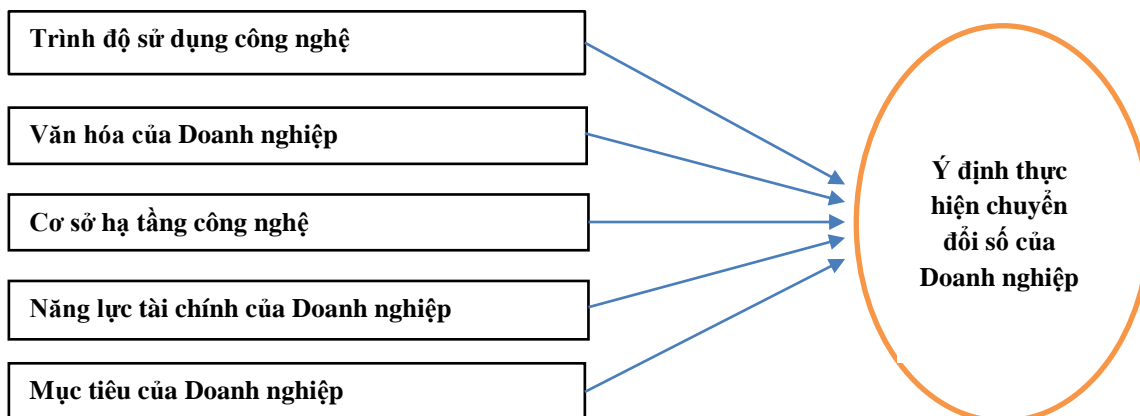 Trình độ sử dụng công nghệ
Văn hóa của Doanh nghiệp
Cơ sở hạ tầng công nghệ
Năng lực tài chính của Doanh nghiệp
Mục tiêu của Doanh nghiệp
Ý định thực
hiện chuyển
đổi số của
Doanh nghiệp